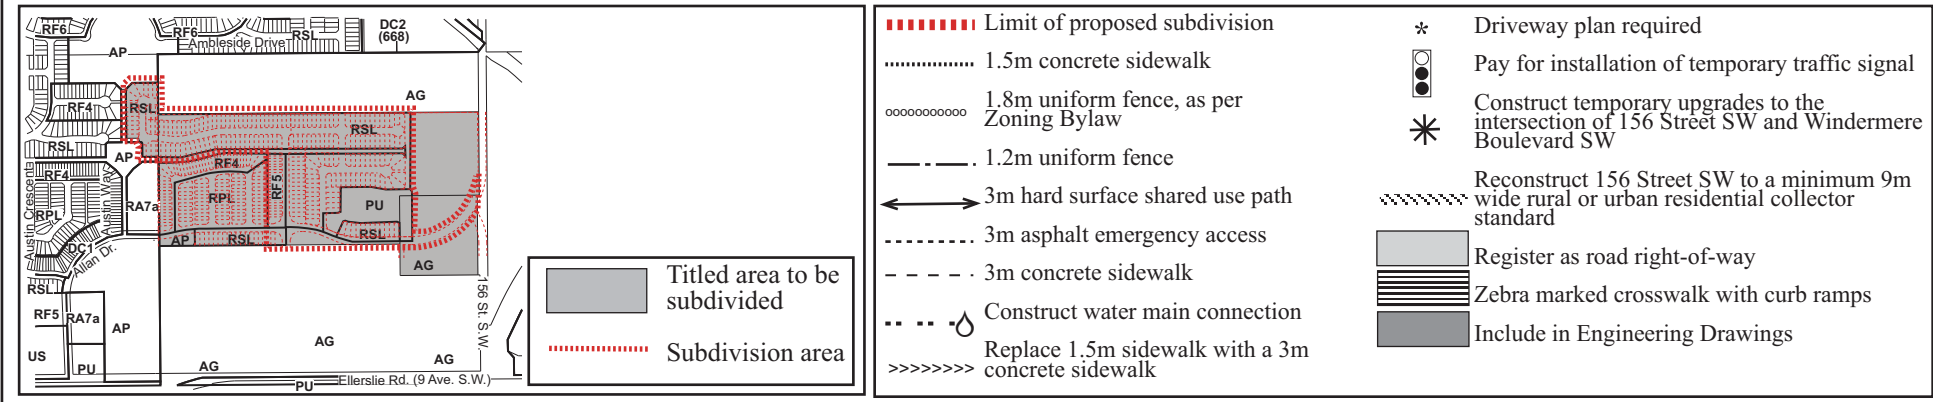 RF6
RF6
Ambleside Drive
RSL
DC2
(668)
AP
AG
RF4
RSL
RSL
RSL
AP
RF4
RF4
RF5
RPL
RPL
RA7a
PU
Austin Crescent
Austin Way
DC1
Allan Dr.
AP
RSL
RSL
AG
RSL
RF5
RA7a
AP
US
PU
AG
AG
AG
156 St. S.W.
PU
Ellerslie Rd. (9 Ave. S.W.)
Titled area to be
subdivided
Subdivision area
Limit of proposed subdivision
1.5m concrete sidewalk
1.8m uniform fence, as per
Zoning Bylaw
1.2m uniform fence
3m hard surface shared use path
3m asphalt emergency access
3m concrete sidewalk
Construct water main connection
Replace 1.5m sidewalk with a 3m
concrete sidewalk
Driveway plan required
Pay for installation of temporary traffic signal
Construct temporary upgrades to the
intersection of 156 Street SW and Windermere
Boulevard SW
Reconstruct 156 Street SW to a minimum 9m
wide rural or urban residential collector
standard
Register as road right-of-way
Zebra marked crosswalk with curb ramps
Include in Engineering Drawings